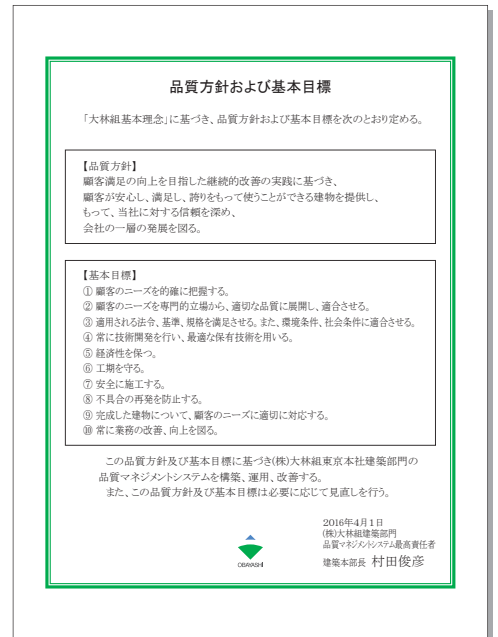 品質方針および基本目標
「大林組基本理念」に基づき、品質方針および基本目標を次のとおり定める。
【品質方針】
顧客満足の向上を目指した継続的改善の実践に基づき、
顧客が安心し、満足し、誇りをもって使うことができる建物を提供し、
もって、当社に対する信頼を深め、
会社の一層の発展を図る。
【基本目標】
① 顧客のニーズを的確に把握する。
② 顧客のニーズを専門的立場から、適切な品質に展開し、適合させる。
③ 適用される法令、基準、規格を満足させる。また、環境条件、社会条件に適合させる。
④ 常に技術開発を行い、最適な保有技術を用いる。
⑤ 経済性を保つ。
⑥ 工期を守る。
⑦ 安全に施工する。
⑧ 不具合の再発を防止する。
⑨ 完成した建物について、顧客のニーズに適切に対応する。
⑩ 常に業務の改善、向上を図る。
この品質方針及び基本目標に基づき(株)大林組東京本社建築部門の
品質マネジメントシステムを構築、運用、改善する。
また、この品質方針及び基本目標は必要に応じて見直しを行う。
2016年4月1日
(株)大林組建築部門
品質マネジメントシステム最高責任者
建築本部長 村田俊彦
OBAYASHI